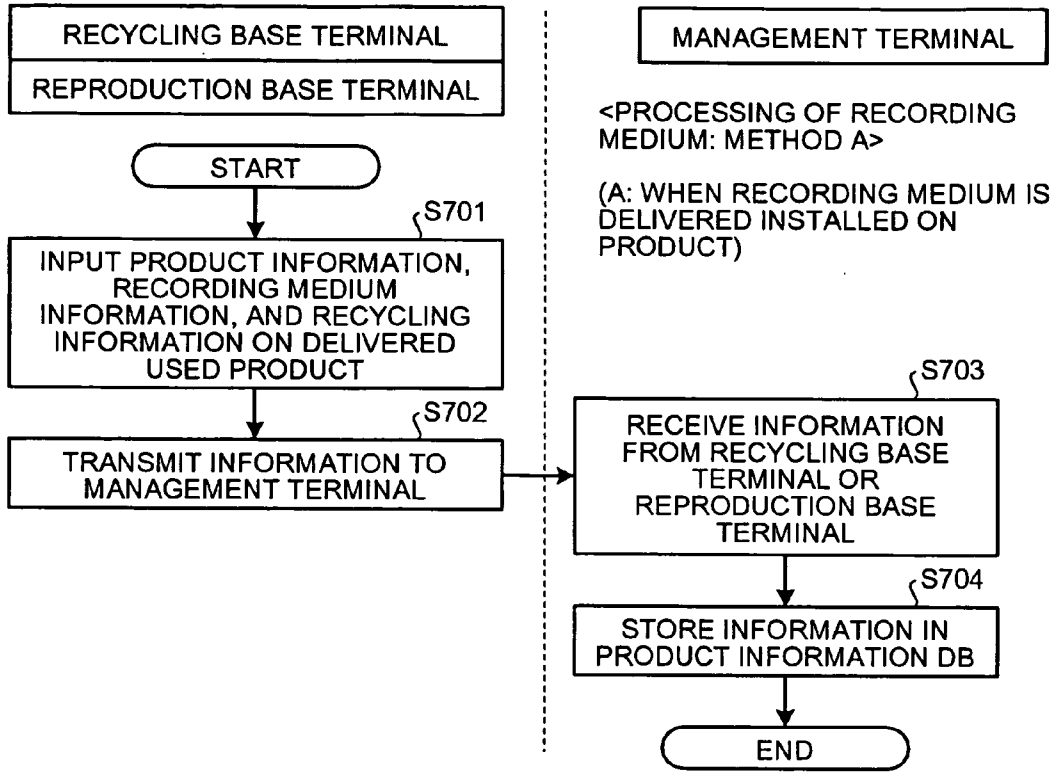 RECYCLING BASE TERMINAL
REPRODUCTION BASE TERMINAL
MANAGEMENT TERMINAL
<PROCESSING OF RECORDING
MEDIUM: METHOD A>
(A: WHEN RECORDING MEDIUM IS
DELIVERED INSTALLED ON
PRODUCT)
START
S701
INPUT PRODUCT INFORMATION,
RECORDING MEDIUM
INFORMATION, AND RECYCLING
INFORMATION ON DELIVERED
USED PRODUCT
S702
TRANSMIT INFORMATION TO
MANAGEMENT TERMINAL
S703
RECEIVE INFORMATION
FROM RECYCLING BASE
TERMINAL OR
REPRODUCTION BASE
TERMINAL
S704
STORE INFORMATION IN
PRODUCT INFORMATION DB
END